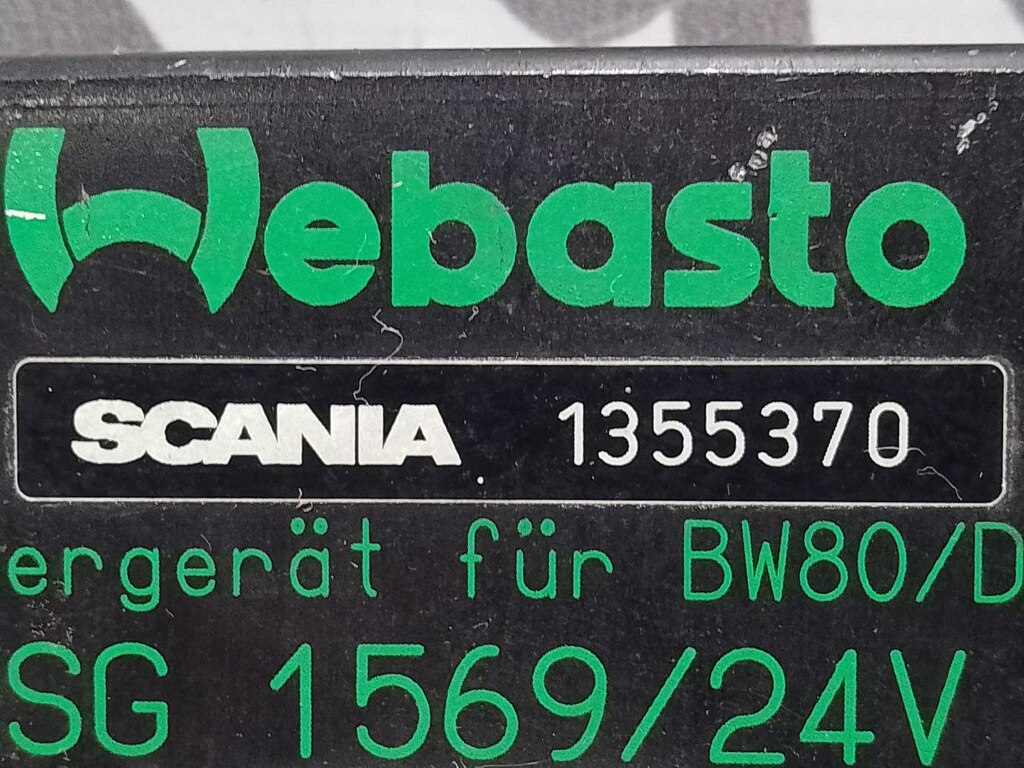 Webasto
SCANIA 1355370
ergerät für BW80/D
SG 1569/24V